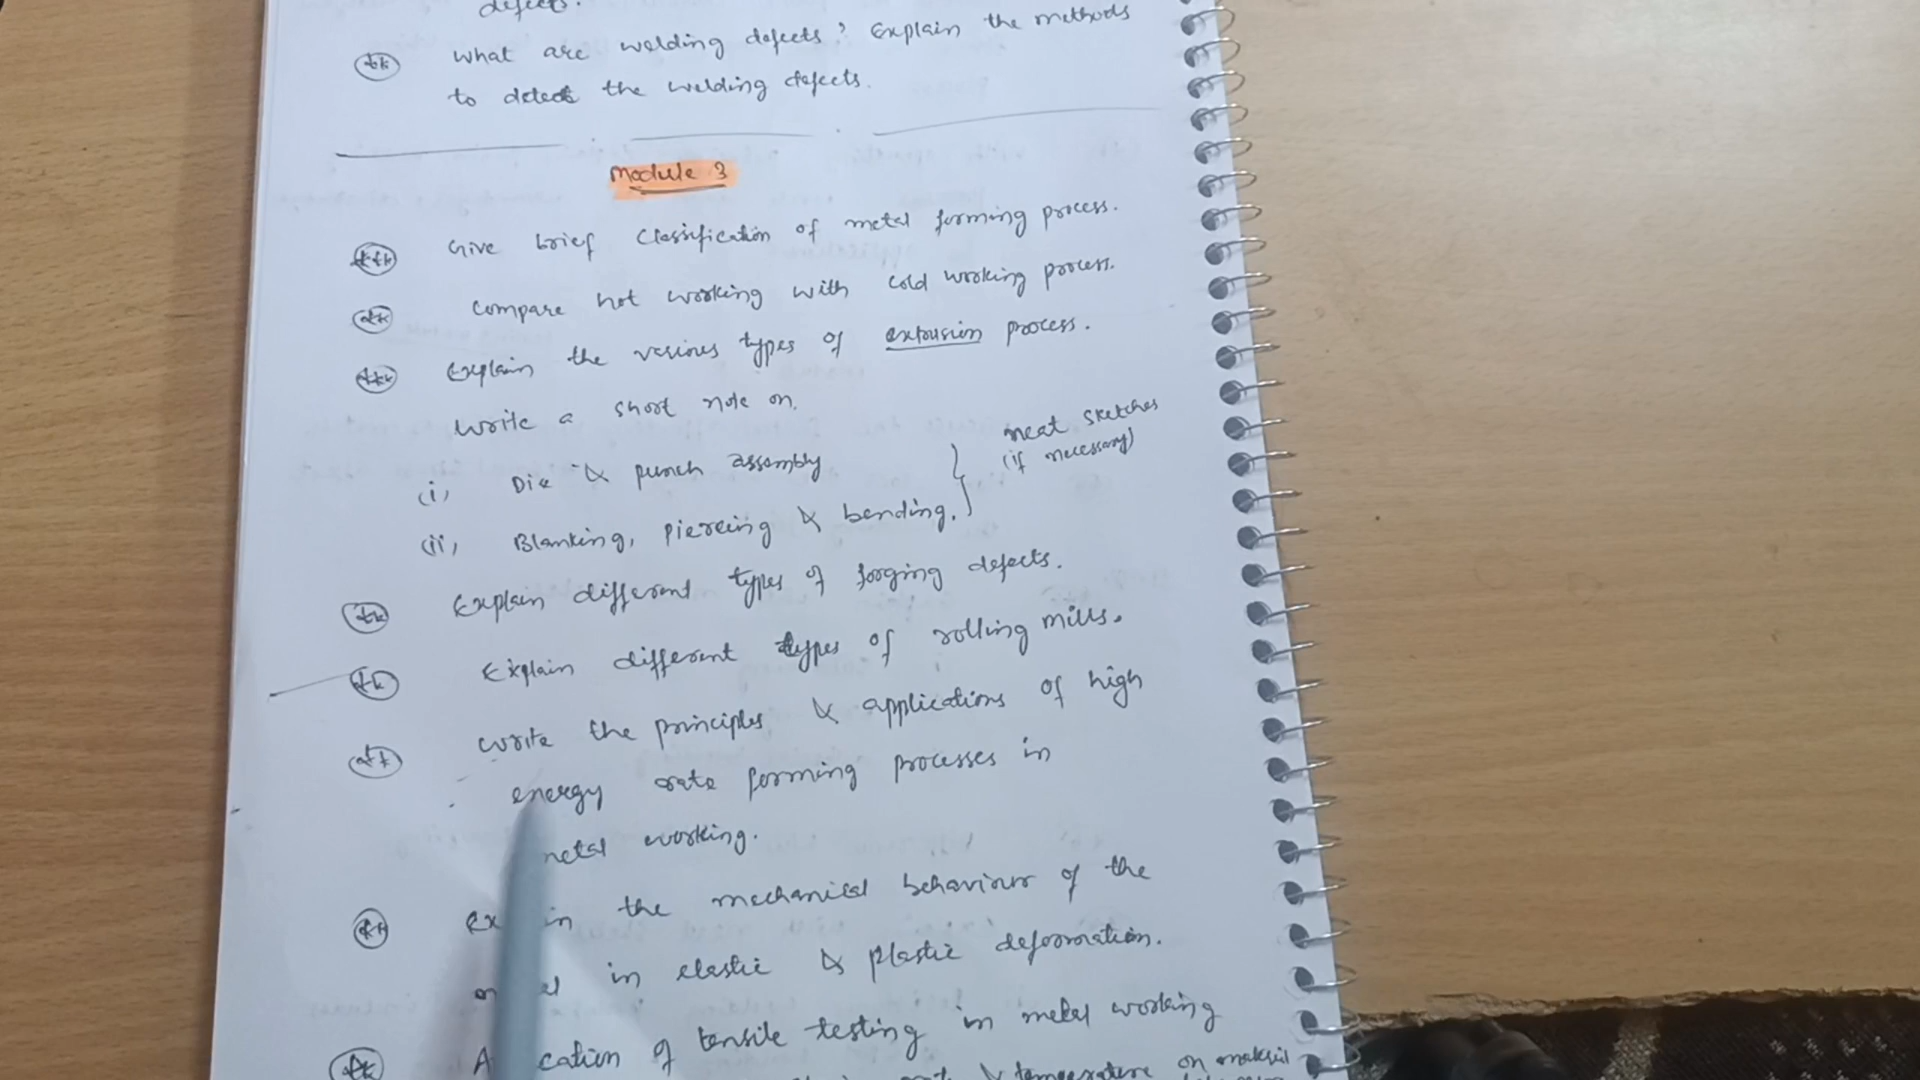 defects.
What are welding defects? Explain the methods
to detect the welding defects.
Module 3
Give brief classification of metal forming process.
Compare hot working with cold working process.
Explain the various types of extrusion process.
Write a short note on.
(i) Die & punch assembly
neat sketches
(if necessary)
(ii) Blanking, piercing & bending.
Explain different types of forging defects.
Explain different types of rolling mills.
Write the principles & applications of high
energy rate forming processes in
metal working.
in the mechanical behaviour of the
in elastic & plastic deformation.
of tensile testing in metal working
& temperature on material